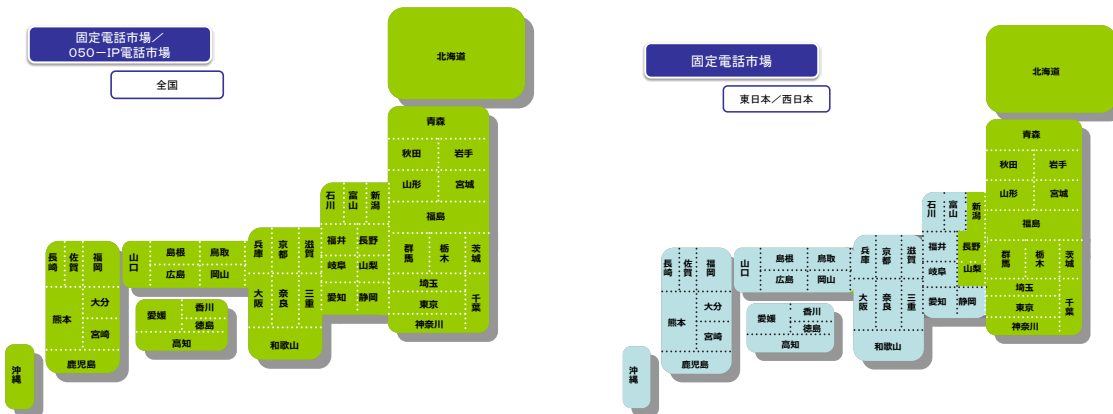 固定電話市場／
050－IP電話市場
全国
北海道
青森
秋田 岩手
山形 宮城
石川 富山 新潟
福島
兵庫 京都 滋賀 福井 長野 群馬 栃木 茨城
長崎 佐賀 福岡 山口 島根 鳥取
広島 岡山 岐阜 山梨
埼玉
大阪 奈良 三重 愛知 静岡 東京 千葉
熊本 大分 愛媛 香川
徳島
宮崎 高知 和歌山 神奈川
鹿児島
沖縄
固定電話市場
東日本／西日本
北海道
青森
秋田 岩手
山形 宮城
石川 富山 新潟
福島
兵庫 京都 滋賀 福井 長野 群馬 栃木 茨城
長崎 佐賀 福岡 山口 島根 鳥取
広島 岡山 岐阜 山梨
埼玉
大阪 奈良 三重 愛知 静岡 東京 千葉
熊本 大分 愛媛 香川
徳島
宮崎 高知 和歌山 神奈川
鹿児島
沖縄